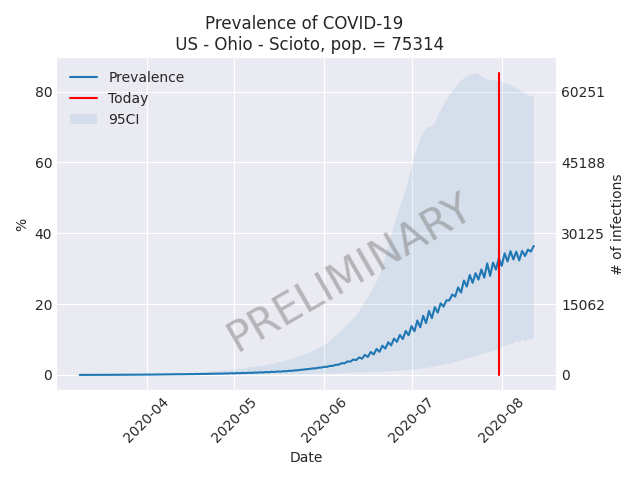 Prevalence of COVID-19
US - Ohio - Scioto, pop. = 75314
Prevalence
Today
95CI
PRELIMINARY
%
80
60
40
20
0
60251
45188
30125
15062
0
# of infections
2020-04
2020-05
2020-06
2020-07
2020-08
Date